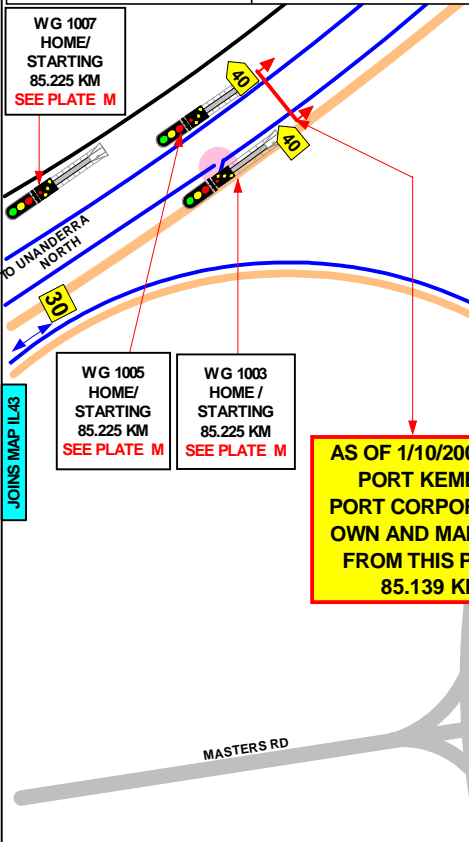 WG 1007
HOME/
STARTING
85.225 KM
SEE PLATE M
40
40
TO UNANDERRA
NORTH
30
WG 1005
HOME/
STARTING
85.225 KM
SEE PLATE M
WG 1003
HOME /
STARTING
85.225 KM
SEE PLATE M
JOINS MAP IL43
AS OF 1/10/200
PORT KEMB
PORT CORPOR
OWN AND MAI
FROM THIS P
85.139 K
MASTERS RD